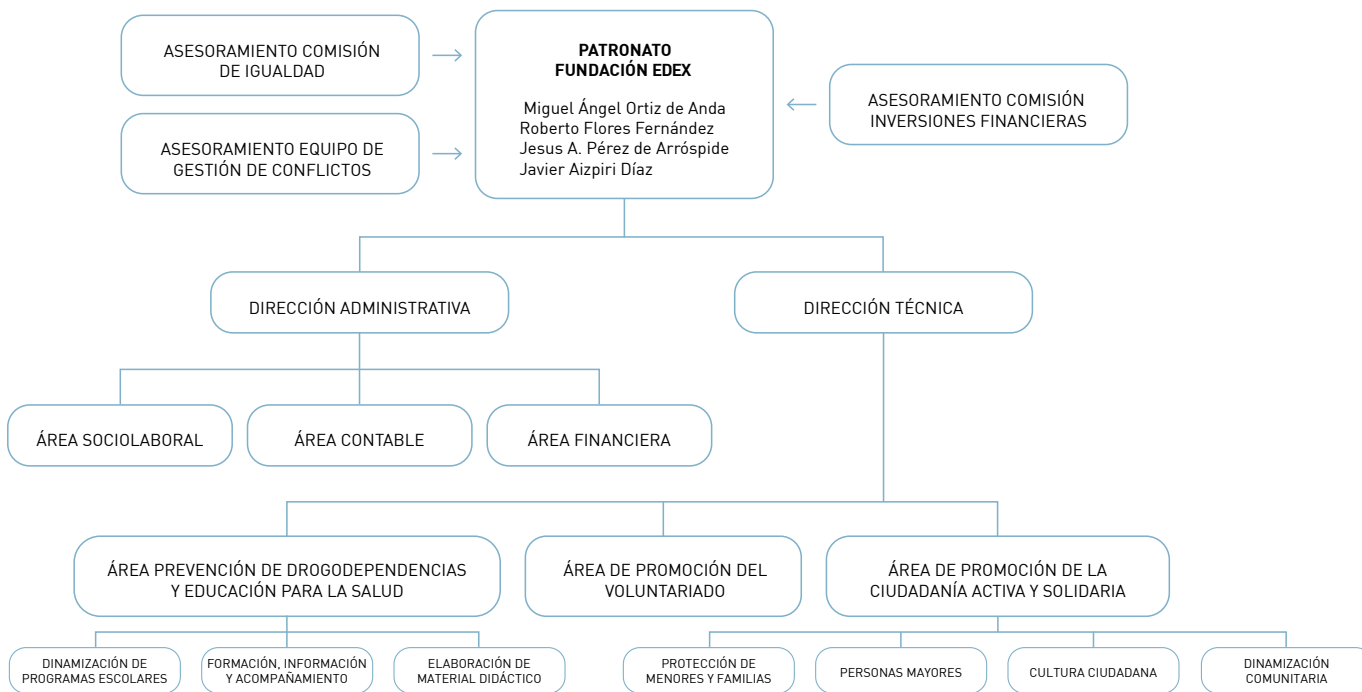 ASESORAMIENTO COMISIÓN
DE IGUALDAD
ASESORAMIENTO EQUIPO DE
GESTIÓN DE CONFLICTOS
PATRONATO
FUNDACIÓN EDEX
Miguel Ángel Ortiz de Anda
Roberto Flores Fernández
Jesus A. Pérez de Arróspide
Javier Aizpiri Díaz
ASESORAMIENTO COMISIÓN
INVERSIONES FINANCIERAS
DIRECCIÓN ADMINISTRATIVA
DIRECCIÓN TÉCNICA
ÁREA SOCIOLABORAL
ÁREA CONTABLE
ÁREA FINANCIERA
ÁREA PREVENCIÓN DE DROGODEPENDENCIAS
Y EDUCACIÓN PARA LA SALUD
ÁREA DE PROMOCIÓN DEL
VOLUNTARIADO
ÁREA DE PROMOCIÓN DE LA
CIUDADANÍA ACTIVA Y SOLIDARIA
DINAMIZACIÓN DE
PROGRAMAS ESCOLARES
FORMACIÓN, INFORMACIÓN
Y ACOMPAÑAMIENTO
ELABORACIÓN DE
MATERIAL DIDÁCTICO
PROTECCIÓN DE
MENORES Y FAMILIAS
PERSONAS MAYORES
CULTURA CIUDADANA
DINAMIZACIÓN
COMUNITARIA